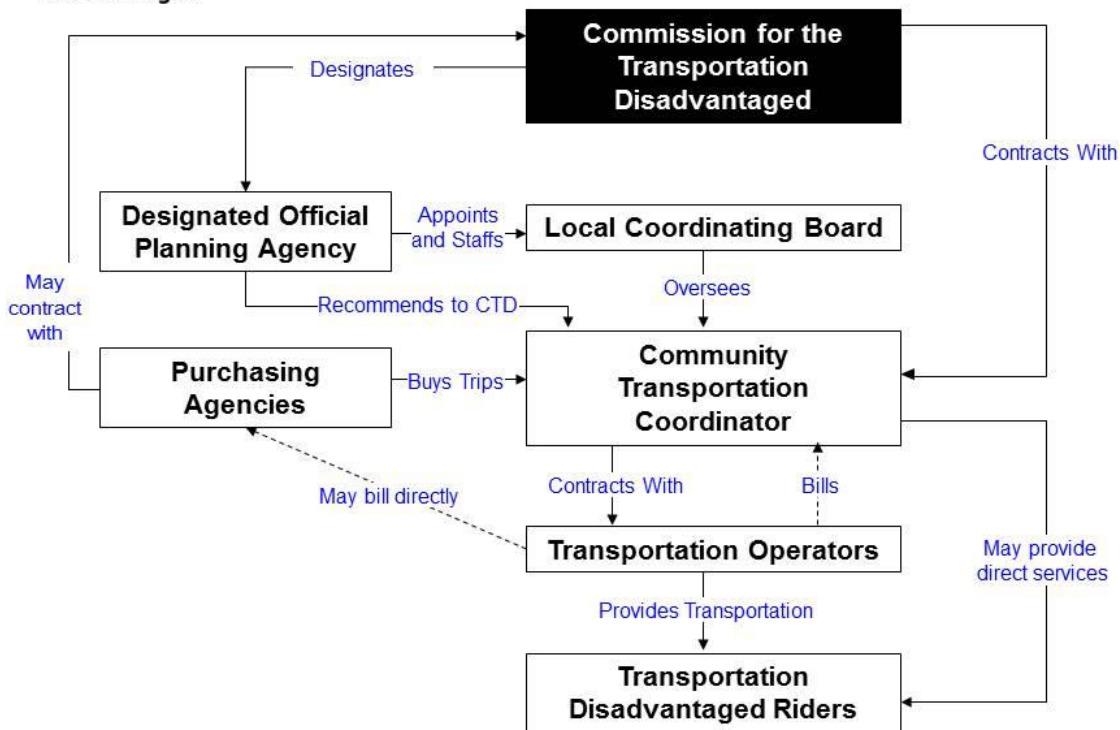 Commission for the
Transportation
Disadvantaged
Designates
Contracts With
Designated Official
Planning Agency
Appoints
and Staffs
Local Coordinating Board
May
contract
with
Recommends to CTD
Oversees
Purchasing
Agencies
Buys Trips
Community
Transportation
Coordinator
May bill directly
Contracts With
Bills
Transportation Operators
May provide
direct services
Provides Transportation
Transportation
Disadvantaged Riders